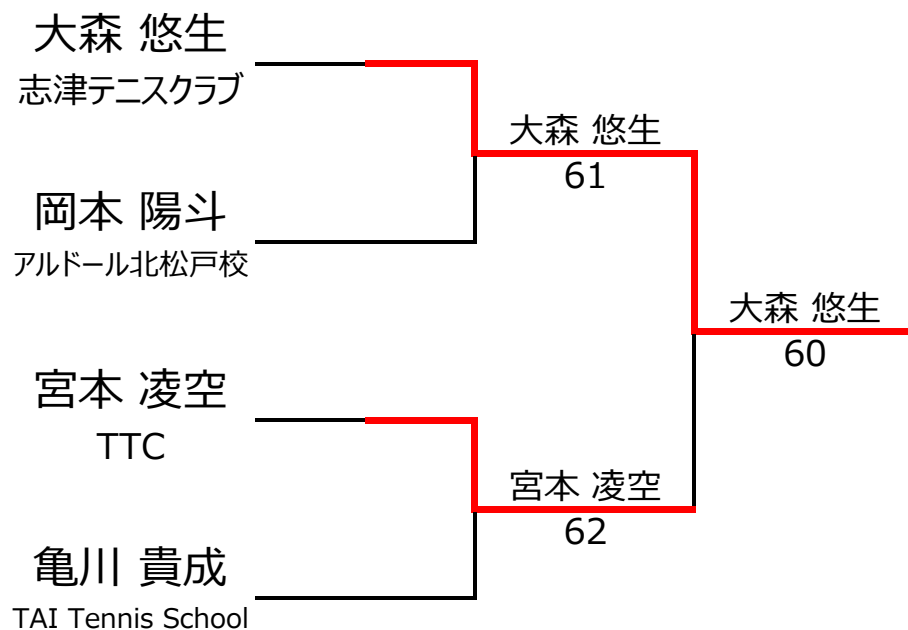 大森 悠生
志津テニスクラブ
大森 悠生
61
岡本 陽斗
アルドール北松戸校
大森 悠生
60
宮本 凌空
TTC
宮本 凌空
62
亀川 貴成
TAI Tennis School